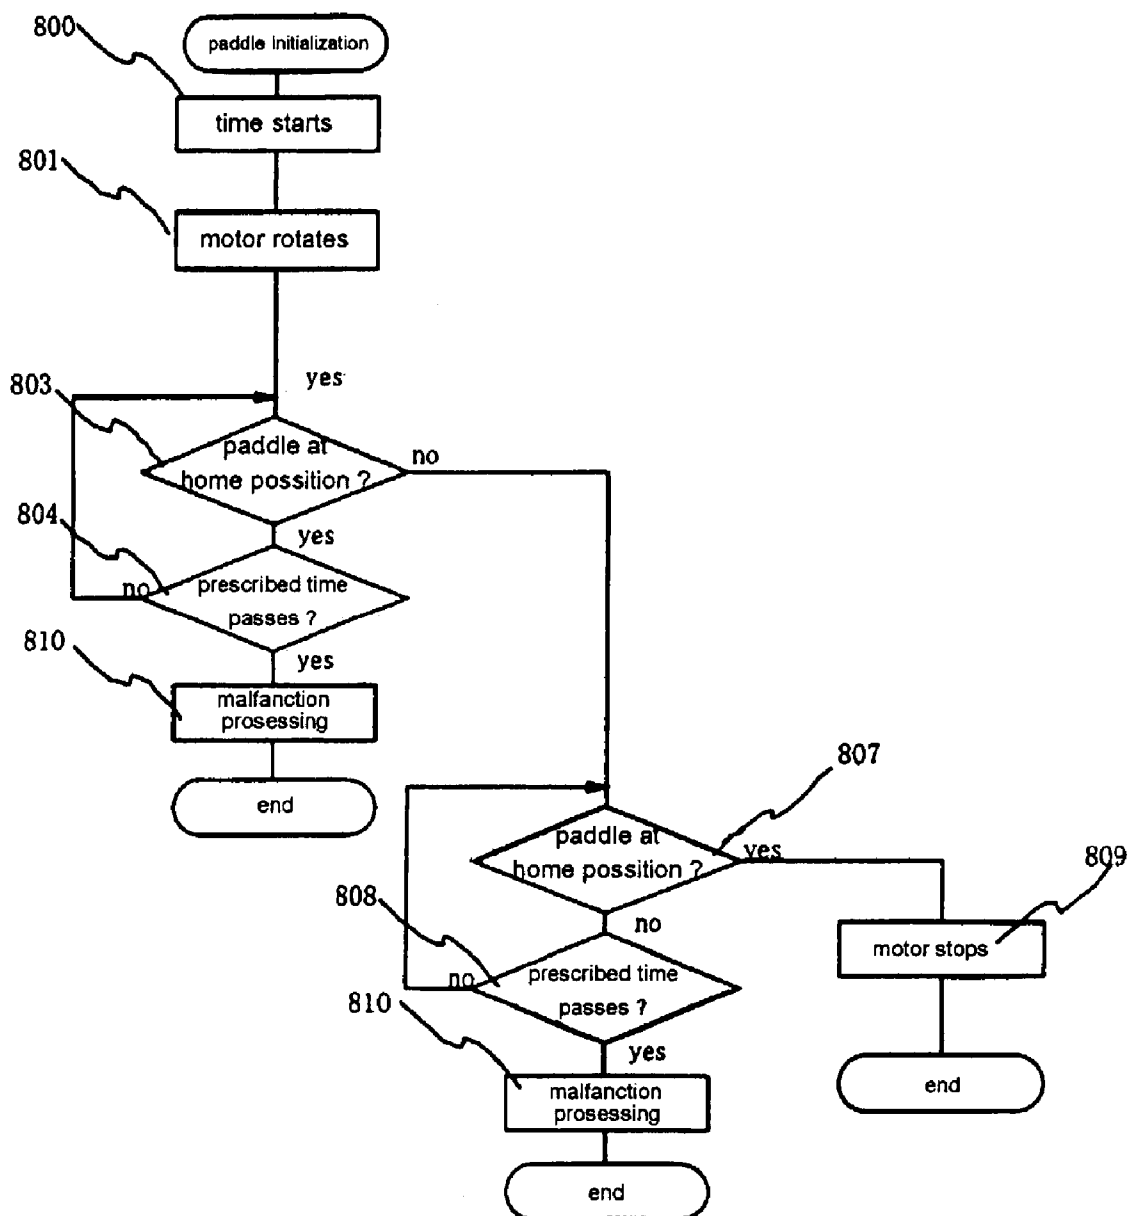 800
paddle initialization
time starts
801
motor rotates
yes
803
paddle at
home possition ?
no
804
yes
no
prescribed time
passes ?
810
yes
malfanction
prosessing
end
807
paddle at
home possition ?
yes
809
808
no
motor stops
no
prescribed time
passes ?
810
yes
end
malfanction
prosessing
end